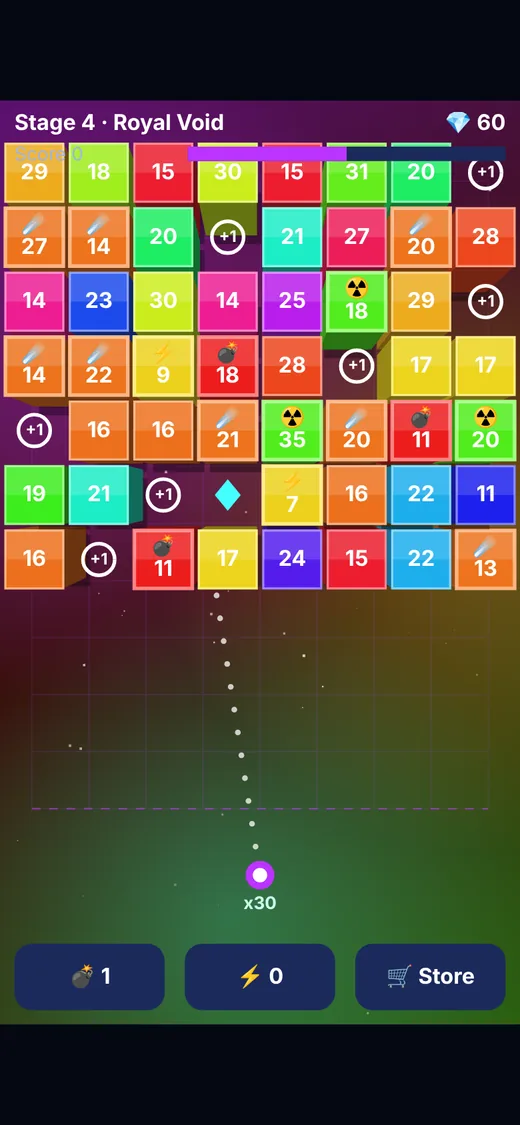 Stage 4 · Royal Void 60
Score 0
29 18 15 30 15 31 20 +1
27 14 20 +1 21 27 20 28
14 23 30 14 25 18 29 +1
14 22 9 18 28 +1 17 17
+1 16 16 21 35 20 11 20
19 21 +1 7 16 22 11
16 +1 11 17 24 15 22 13
x30
1 0 Store